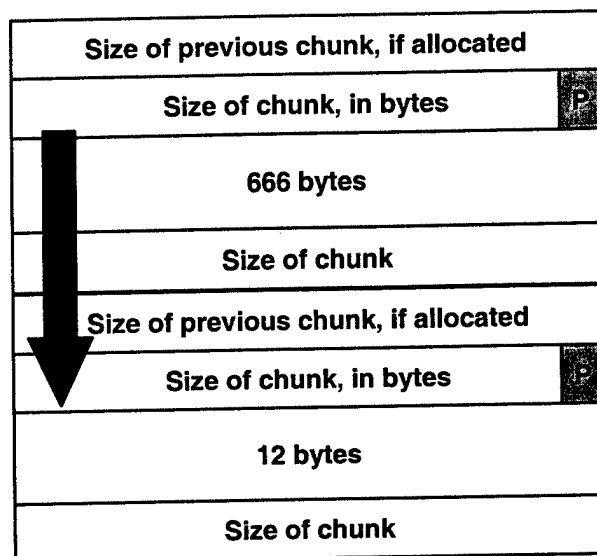 Size of previous chunk, if allocated
Size of chunk, in bytes P
666 bytes
Size of chunk
Size of previous chunk, if allocated
Size of chunk, in bytes P
12 bytes
Size of chunk